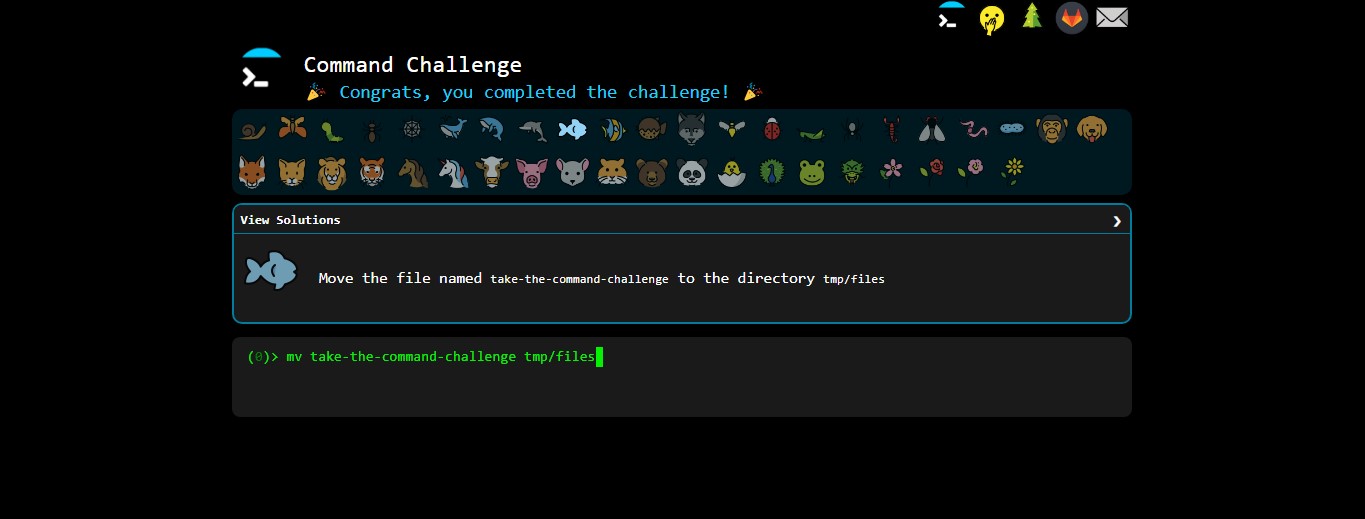 Command Challenge
Congrats, you completed the challenge!
View Solutions
Move the file named take-the-command-challenge to the directory tmp/files
(0)> mv take-the-command-challenge tmp/files